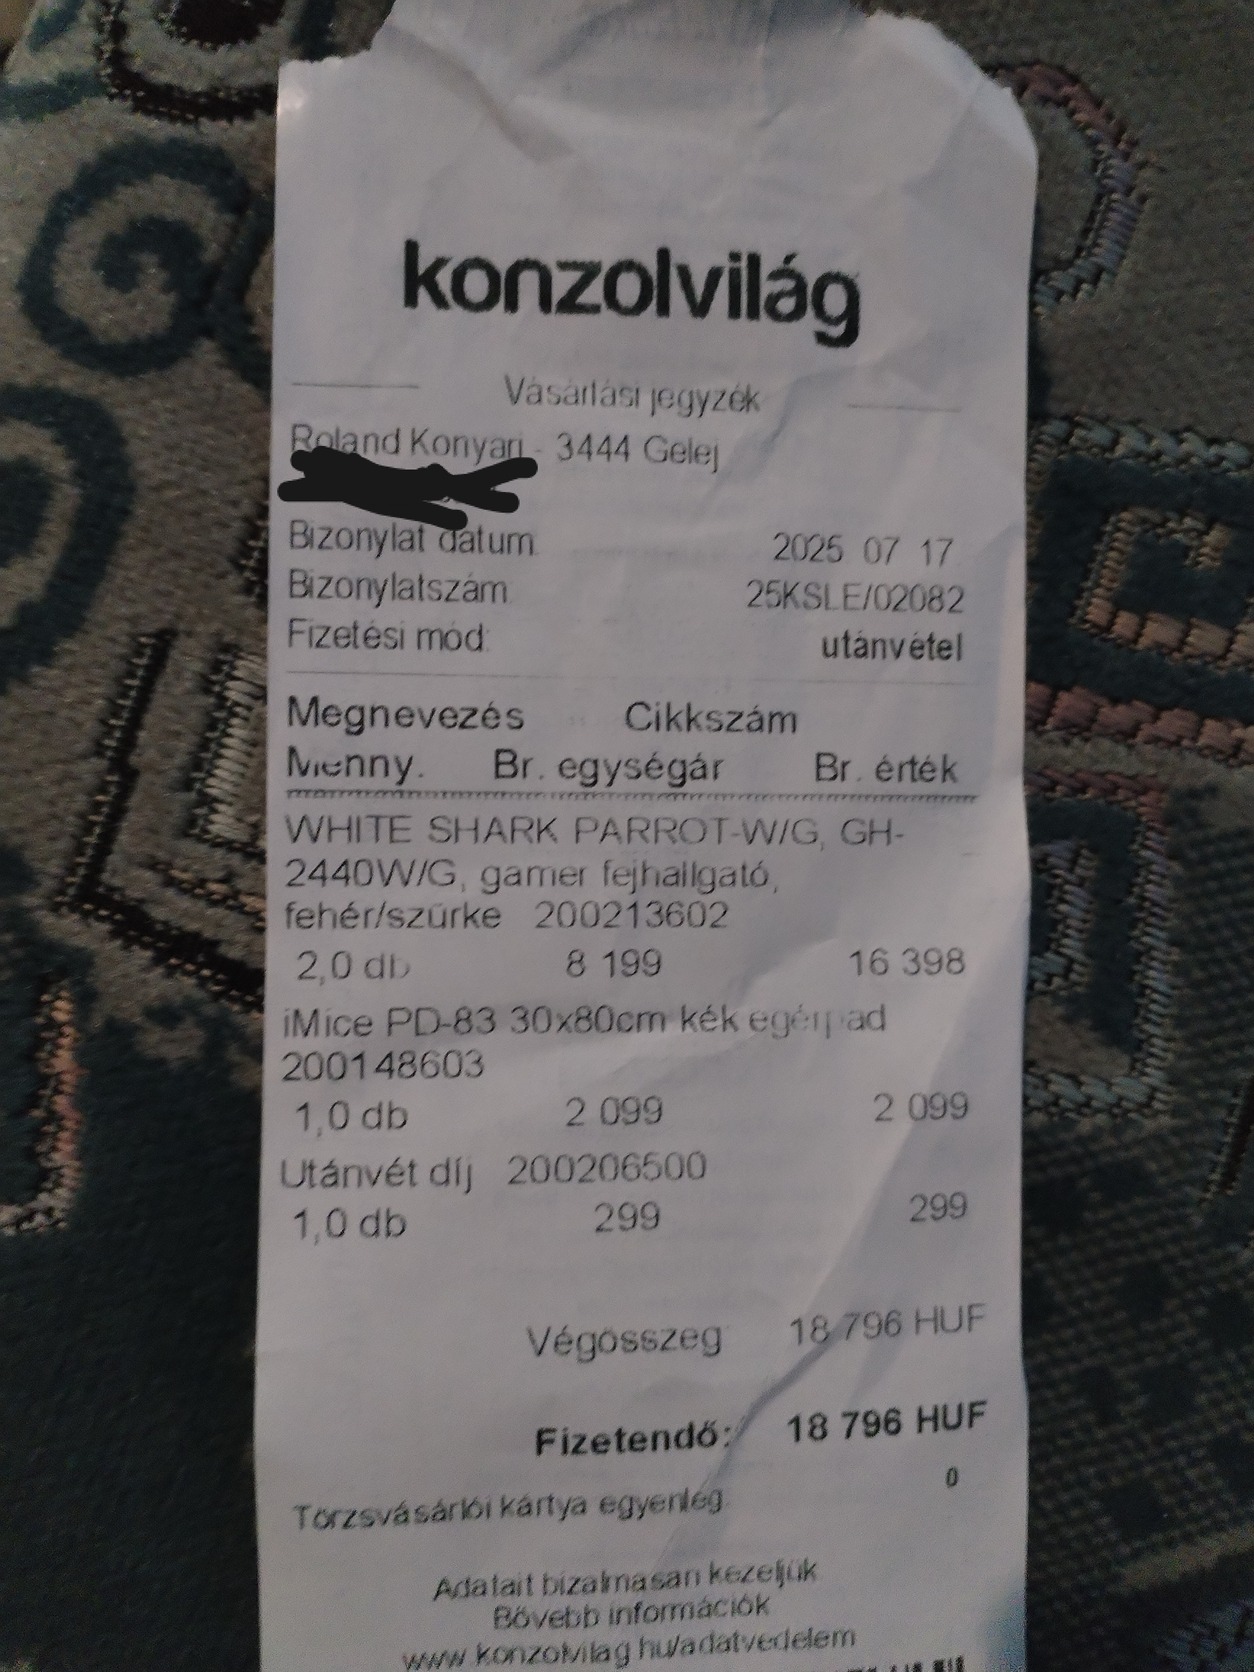 konzolvilág
Vásárlási jegyzék
Roland Konyari - 3444 Gelej
Bizonylat dátum: 2025 07 17
Bizonylatszám: 25KSLE/02082
Fizetési mód: utánvétel
Megnevezés Cikkszám
Menny. Br. egységár Br. érték
WHITE SHARK PARROT-W/G, GH-
2440W/G, gamer fejhallgató,
fehér/szürke 200213602
2,0 db 8 199 16 398
iMice PD-83 30x80cm kék egérpad
200148603
1,0 db 2 099 2 099
Utánvét díj 200206500
1,0 db 299 299
Végösszeg 18 796 HUF
Fizetendő: 18 796 HUF
Törzsvásárlói kártya egyenleg 0
Adatait bizalmasan kezeljük
Bővebb információk
www.konzolvilag.hu/adatvedelem